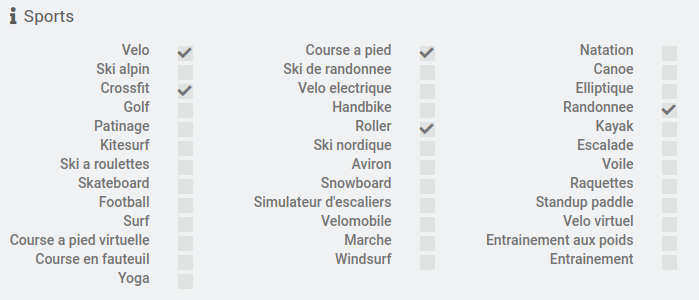 Sports
Velo Course a pied Natation
Ski alpin Ski de randonnee Canoe
Crossfit Velo electrique Elliptique
Golf Handbike Randonnee
Patinage Roller Kayak
Kitesurf Ski nordique Escalade
Ski a roulettes Aviron Voile
Skateboard Snowboard Raquettes
Football Simulateur d'escaliers Standup paddle
Surf Velomobile Velo virtuel
Course a pied virtuelle Marche Entrainement aux poids
Course en fauteuil Windsurf Entrainement
Yoga